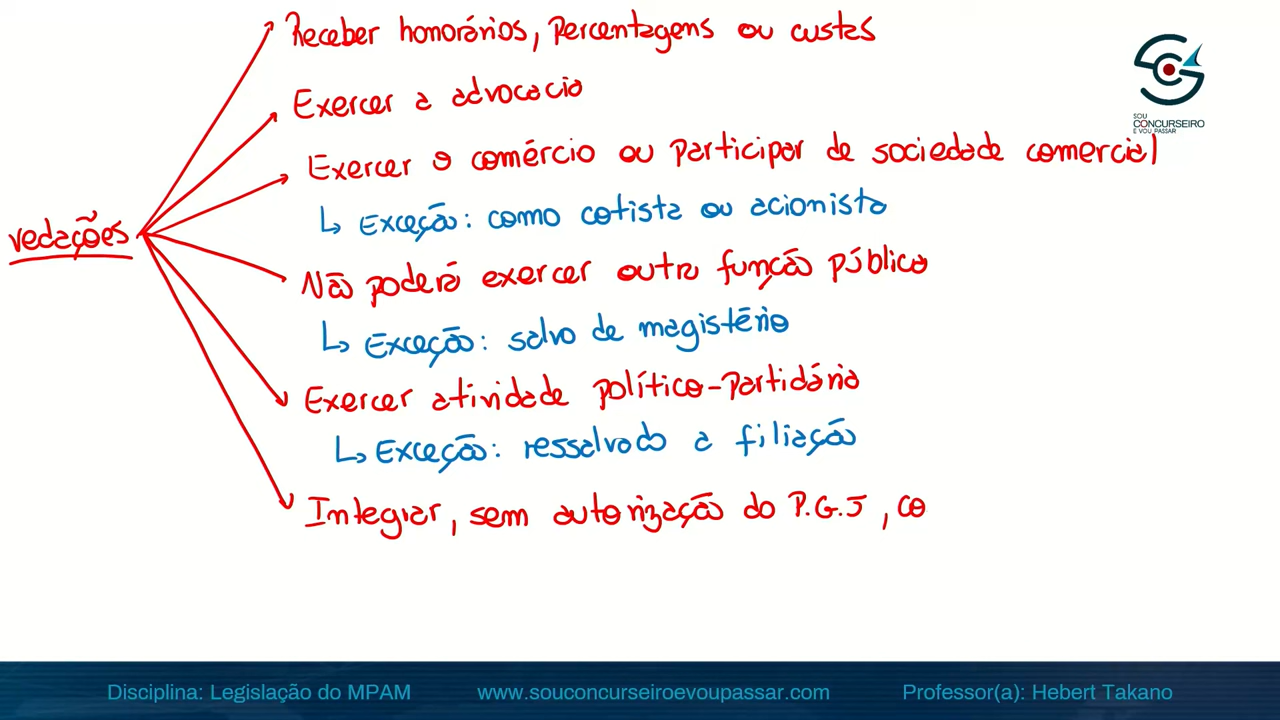 Receber honorários, percentagens ou custas
Exercer a advocacia
SOU
CONCURSEIRO
E VOU PASSAR
Exercer o comércio ou participar de sociedade comercial
Exceção: como cotista ou acionista
vedações
Não poderá exercer outra função pública
Exceção: salvo de magistério
Exercer atividade político-partidária
Exceção: ressalvado a filiação
Integrar, sem autorização do P.G.J, co
Disciplina: Legislação do MPAM www.souconcurseiroevoupassar.com Professor(a): Hebert Takano